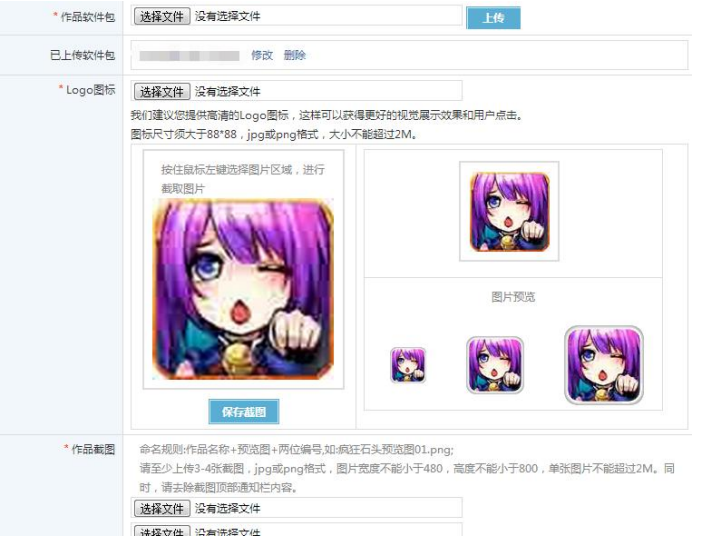 * 作品软件包 选择文件 没有选择文件 上传
已上传软件包 修改 删除
* Logo图标 选择文件 没有选择文件
我们建议您提供高清的Logo图标，这样可以获得更好的视觉展示效果和用户点击。
图标尺寸须大于88*88，jpg或png格式，大小不能超过2M。
按住鼠标左键选择图片区域，进行
截取图片
图片预览
保存截图
* 作品截图 命名规则:作品名称+预览图+两位编号,如:疯狂石头预览图01.png;
请至少上传3-4张截图，jpg或png格式，图片宽度不能小于480，高度不能小于800，单张图片不能超过2M。同
时，请去除截图顶部通知栏内容。
选择文件 没有选择文件
选择文件 没有选择文件